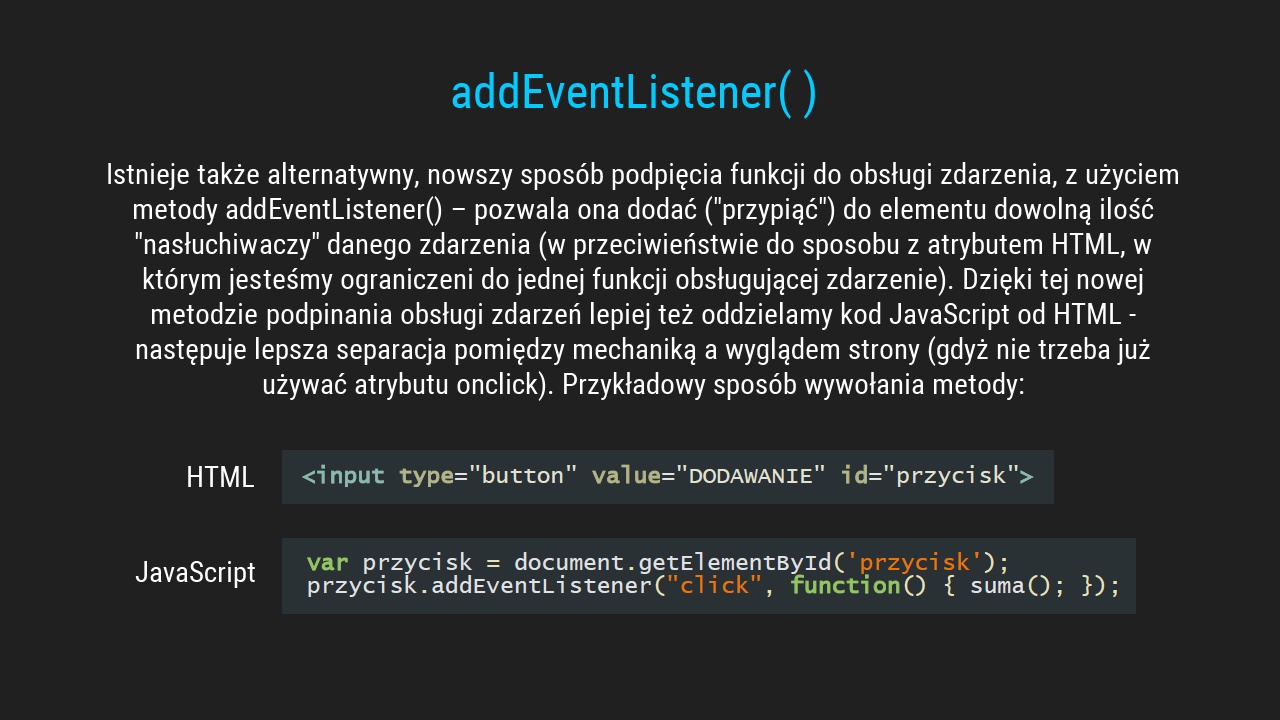 addEventListener( )
Istnieje także alternatywny, nowszy sposób podpięcia funkcji do obsługi zdarzenia, z użyciem
metody addEventListener() – pozwala ona dodać ("przypiąć") do elementu dowolną ilość
"nasłuchiwaczy" danego zdarzenia (w przeciwieństwie do sposobu z atrybutem HTML, w
którym jesteśmy ograniczeni do jednej funkcji obsługującej zdarzenie). Dzięki tej nowej
metodzie podpinania obsługi zdarzeń lepiej też oddzielamy kod JavaScript od HTML -
następuje lepsza separacja pomiędzy mechaniką a wyglądem strony (gdyż nie trzeba już
używać atrybutu onclick). Przykładowy sposób wywołania metody:
HTML
<input type="button" value="DODAWANIE" id="przycisk">
JavaScript
var przycisk = document.getElementById('przycisk');
przycisk.addEventListener("click", function() { suma(); });